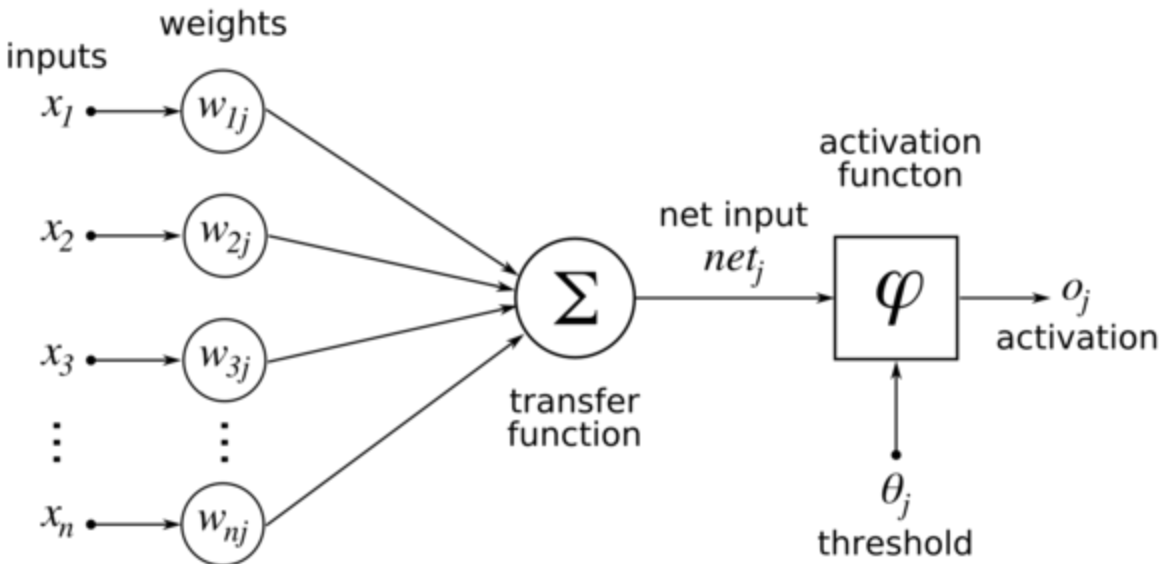 weights
inputs
x1
w1j
x2
w2j
x3
w3j
⋮ ⋮
xn
wnj
Σ
transfer
function
net input
netj
activation
functon
φ
oj
activation
θj
threshold